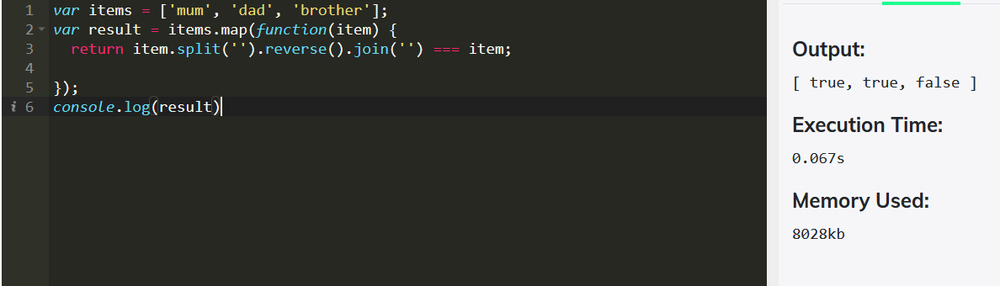 1 var items = ['mum', 'dad', 'brother'];
2 var result = items.map(function(item) {
3   return item.split('').reverse().join('') === item;
4
5 });
i 6 console.log(result)
Output:
[ true, true, false ]
Execution Time:
0.067s
Memory Used:
8028kb